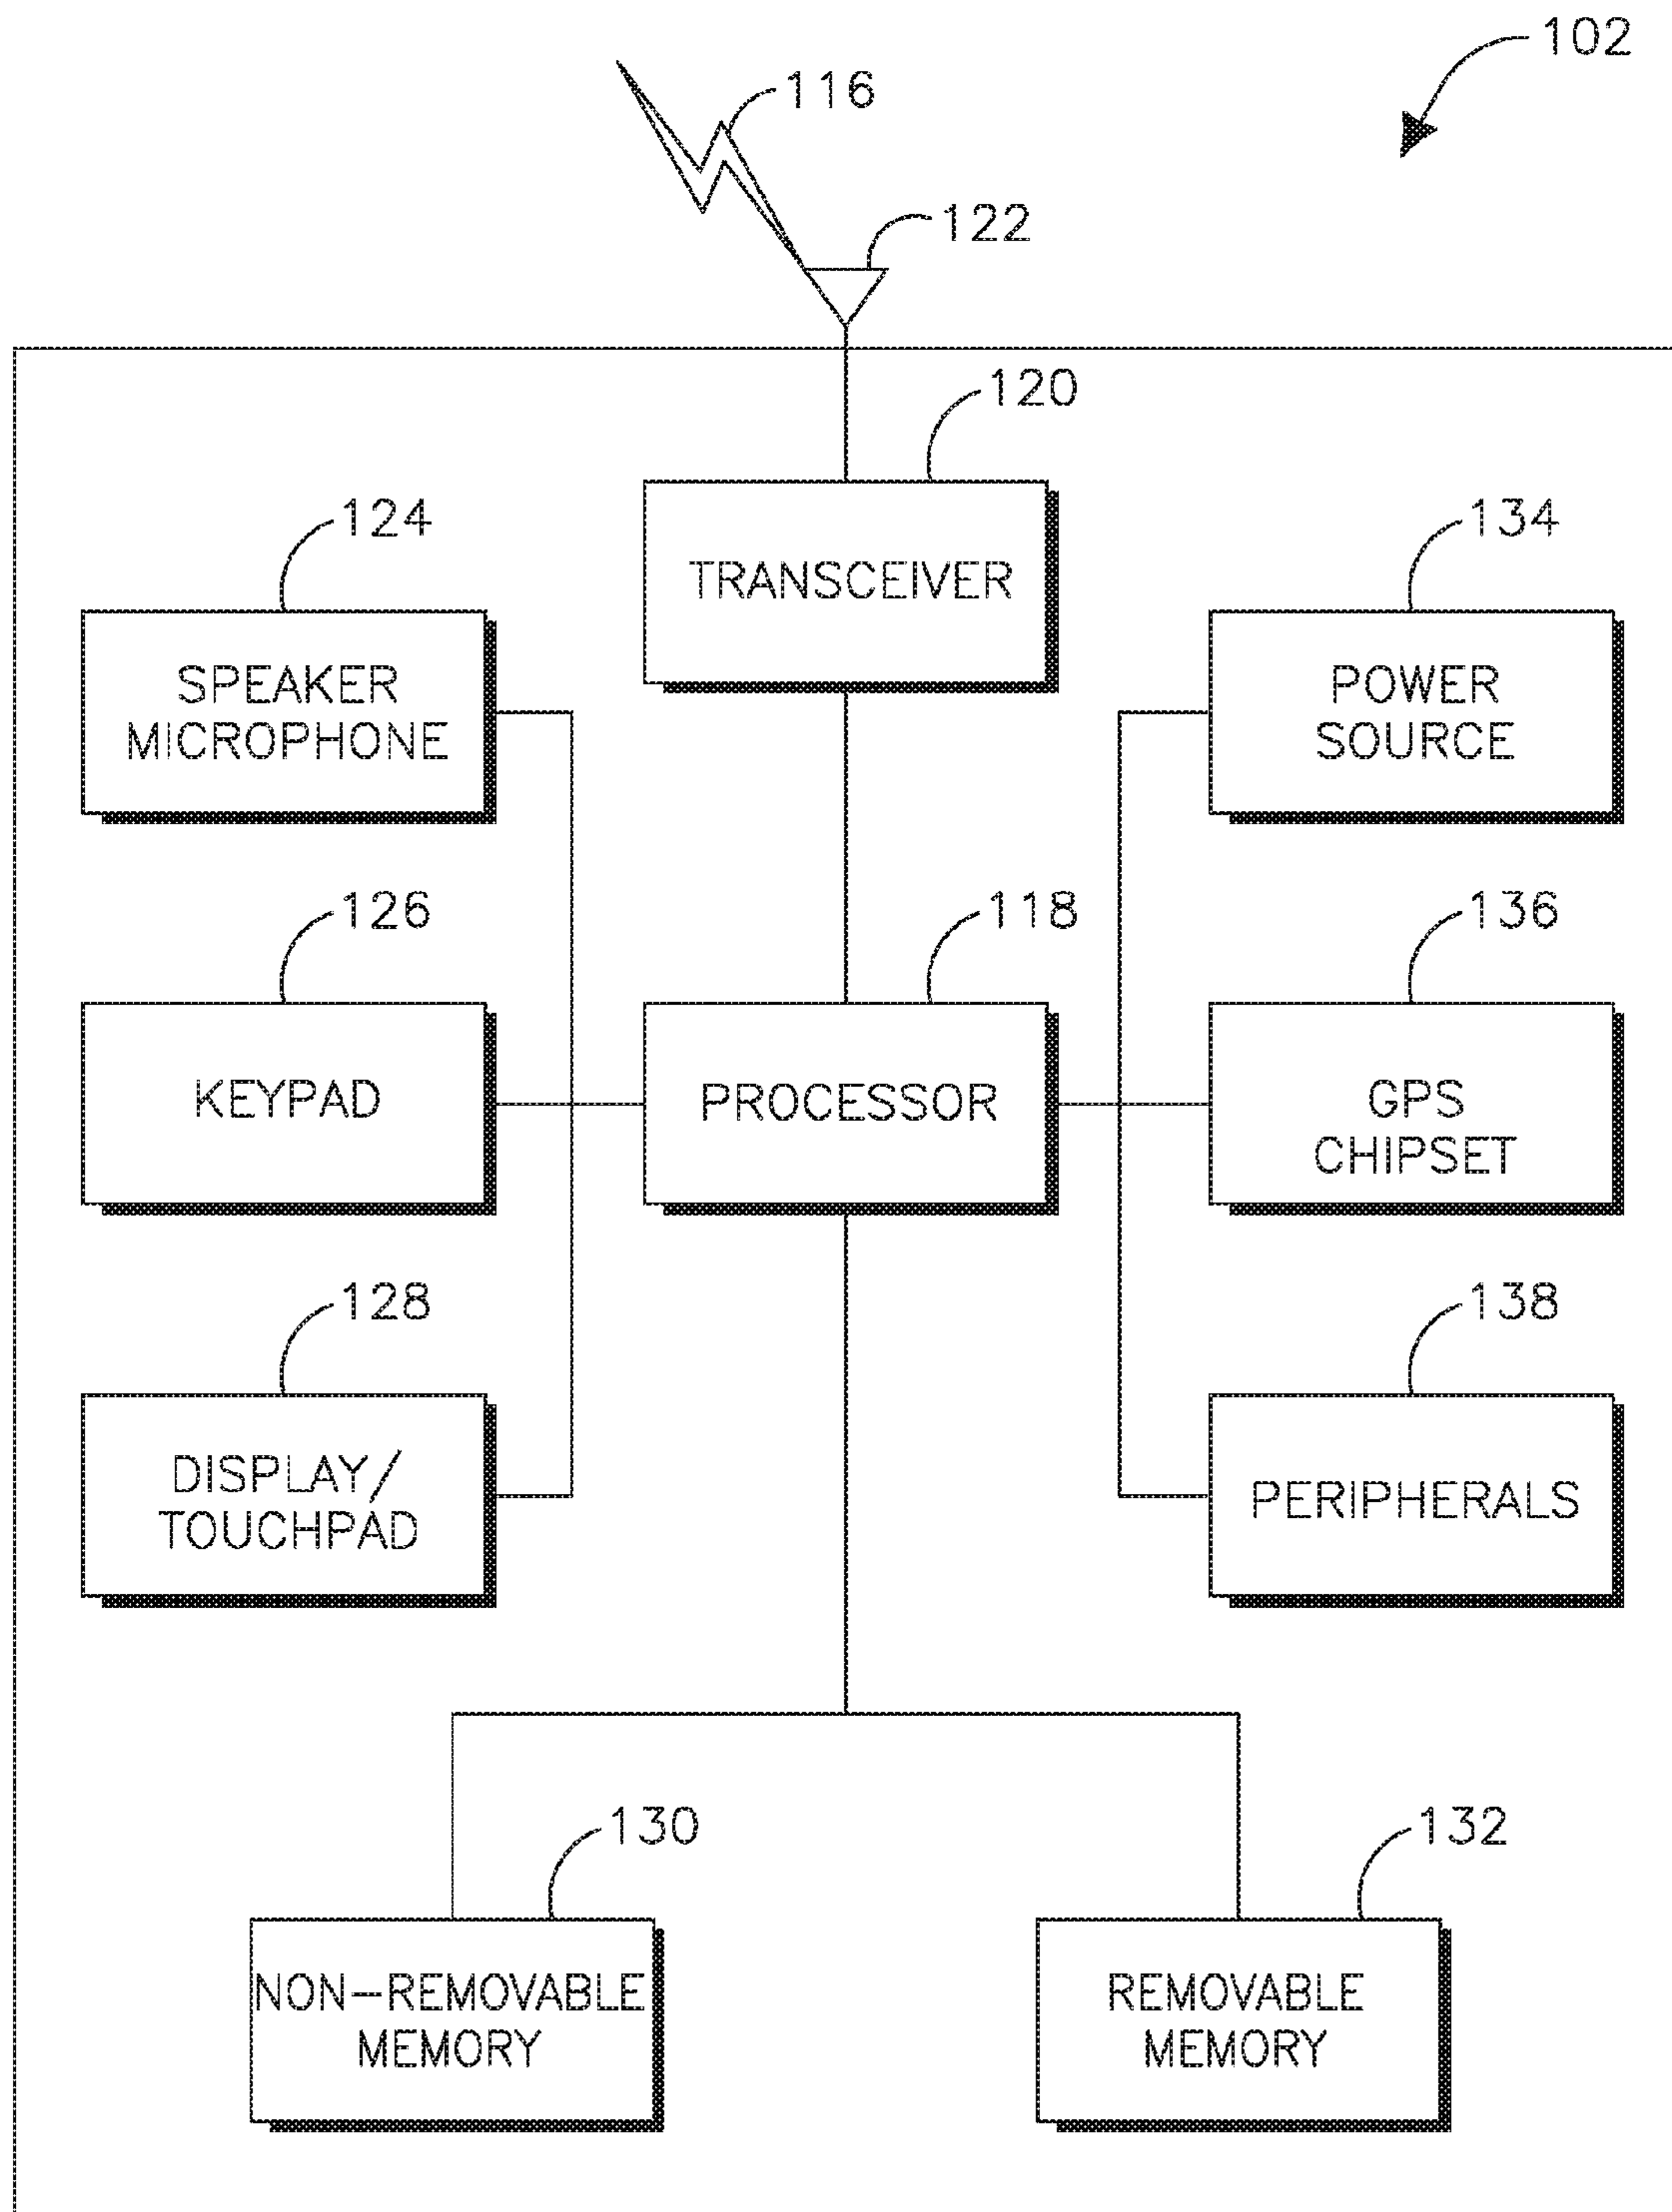 102
116
122
120
TRANSCEIVER
124
SPEAKER
MICROPHONE
134
POWER
SOURCE
126
KEYPAD
118
PROCESSOR
136
GPS
CHIPSET
128
DISPLAY/
TOUCHPAD
138
PERIPHERALS
130
NON-REMOVABLE
MEMORY
132
REMOVABLE
MEMORY